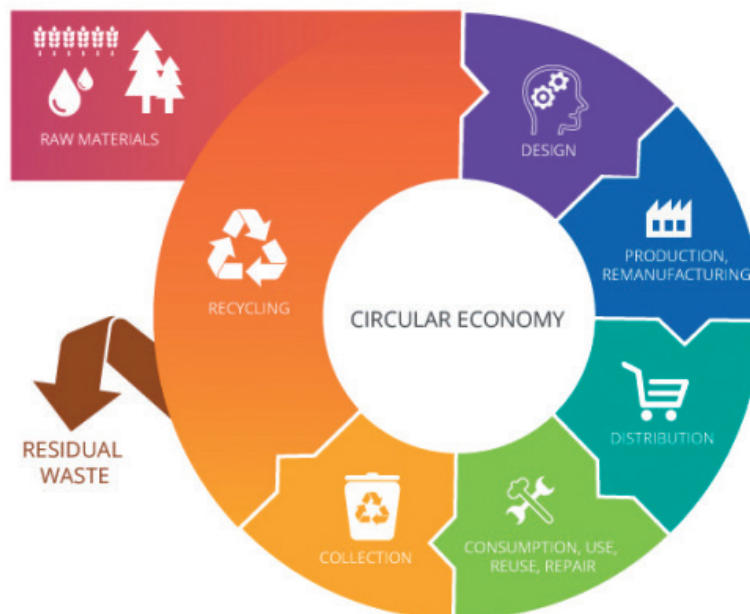 RAW MATERIALS
DESIGN
PRODUCTION,
REMANUFACTURING
RECYCLING
CIRCULAR ECONOMY
DISTRIBUTION
RESIDUAL
WASTE
COLLECTION
CONSUMPTION, USE,
REUSE, REPAIR